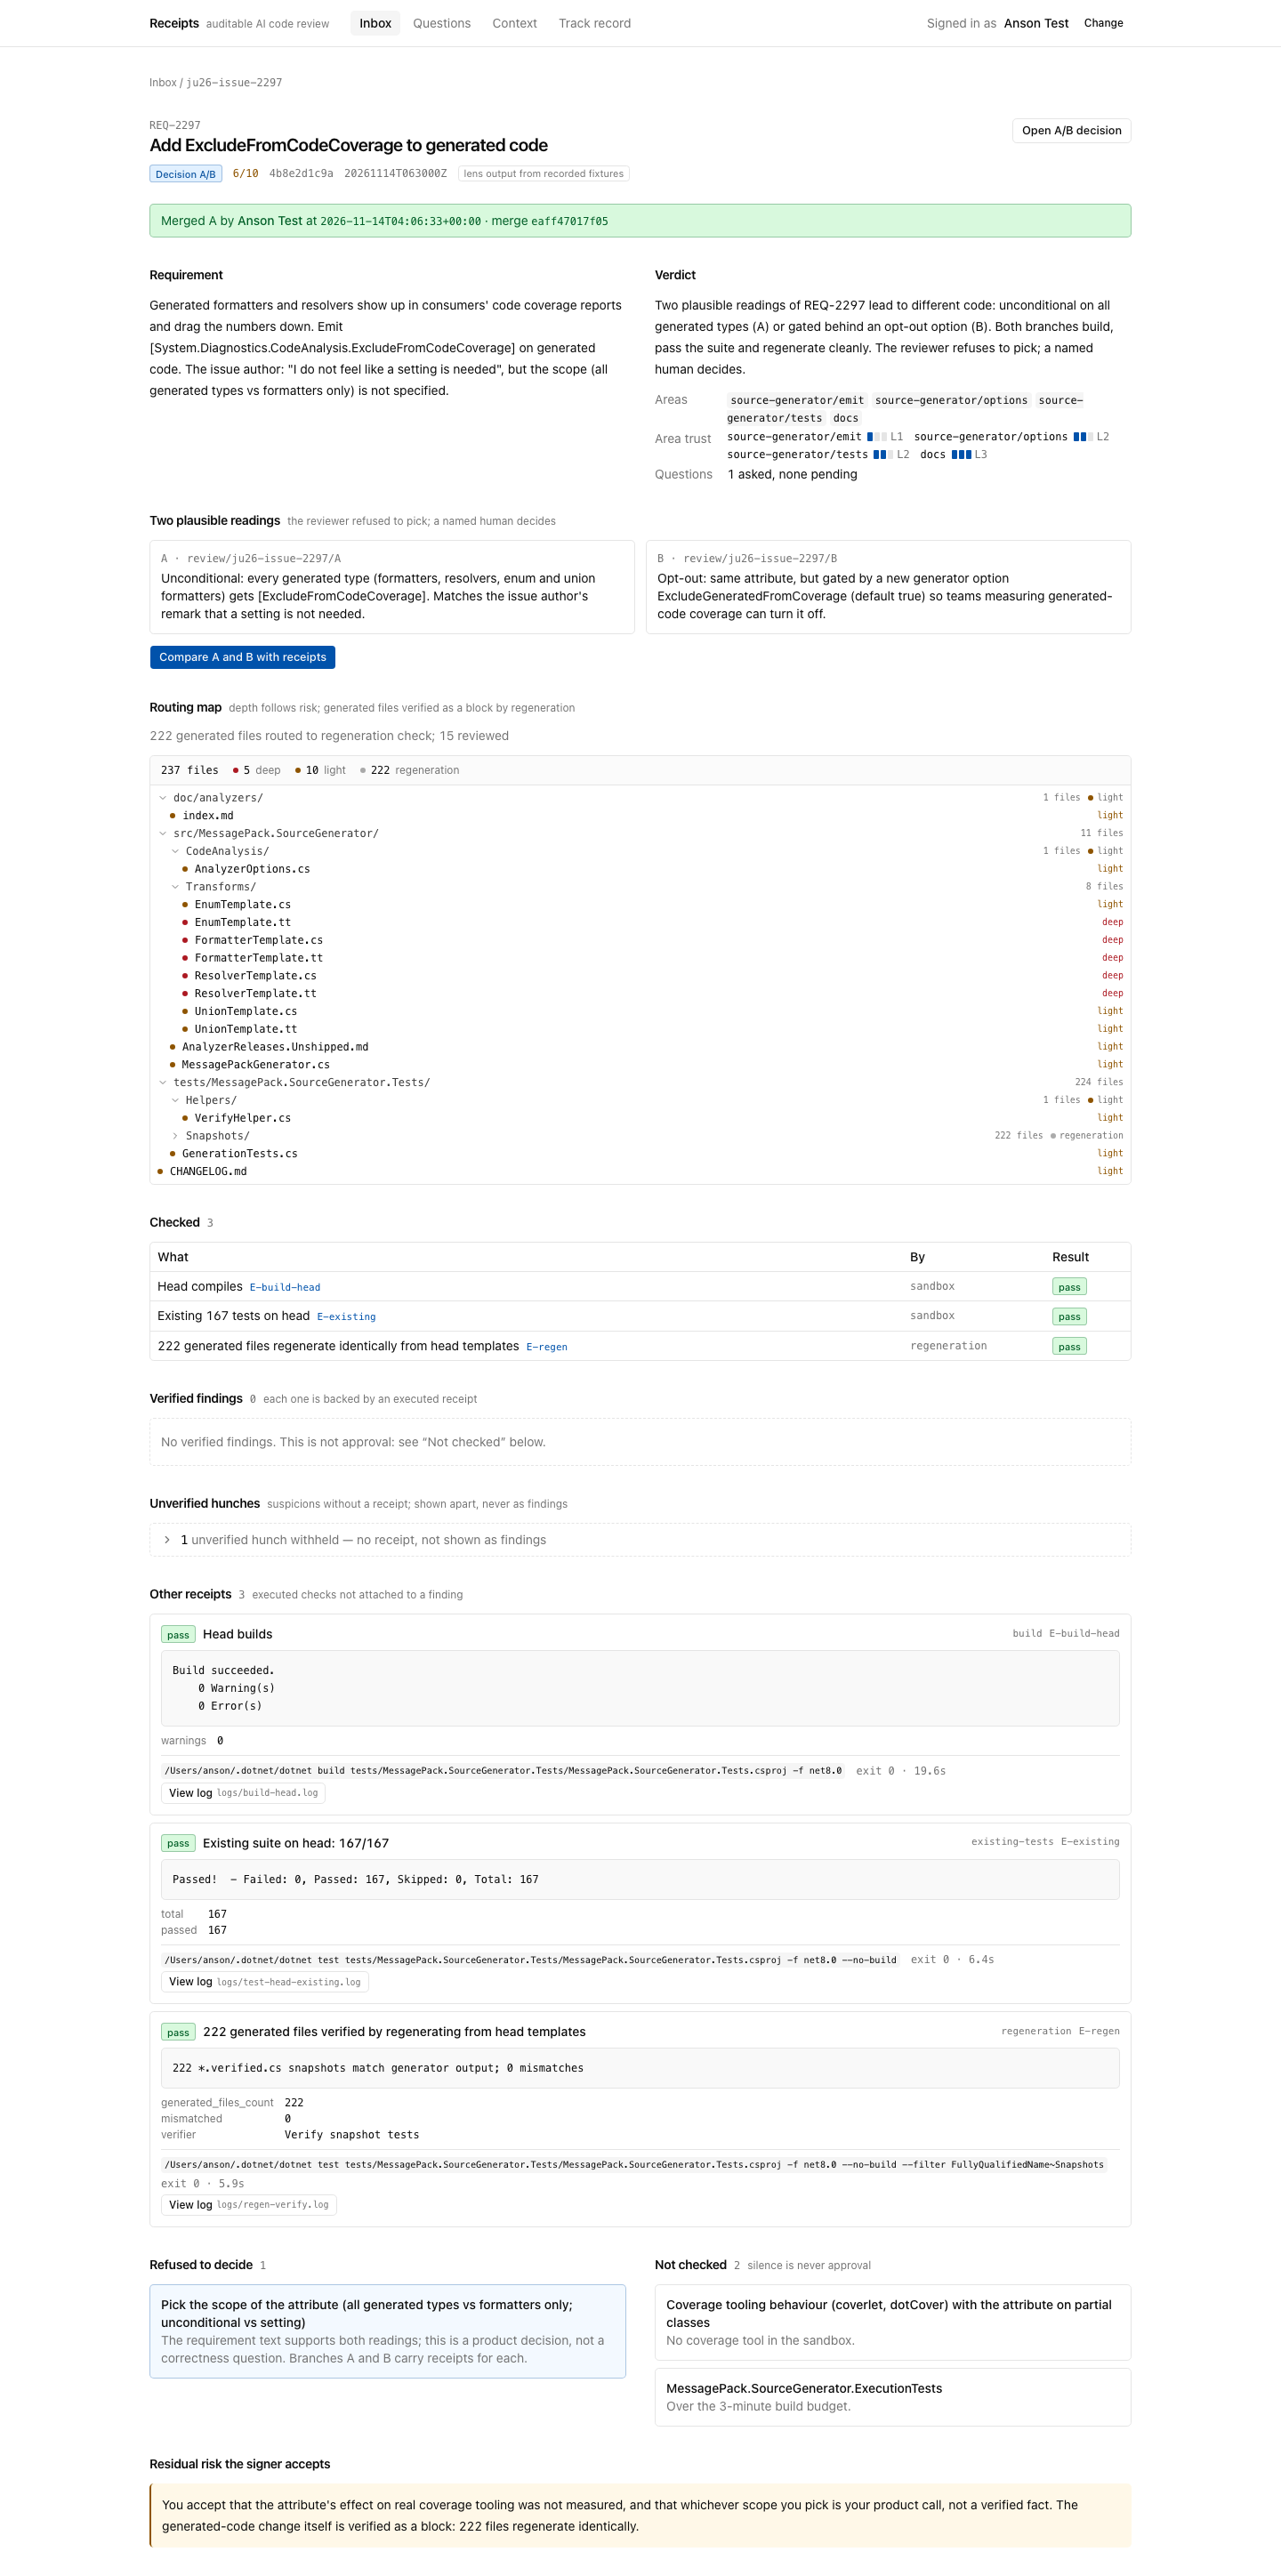 Receipts auditable AI code review Inbox Questions Context Track record Signed in as Anson Test Change
Inbox / ju26-issue-2297
REQ-2297
Add ExcludeFromCodeCoverage to generated code
Open A/B decision
Decision A/B 6/10 4b8e2d1c9a 20261114T063000Z lens output from recorded fixtures
Merged A by Anson Test at 2026-11-14T04:06:33+00:00 · merge eaff47017f05
Requirement
Generated formatters and resolvers show up in consumers' code coverage reports
and drag the numbers down. Emit
[System.Diagnostics.CodeAnalysis.ExcludeFromCodeCoverage] on generated
code. The issue author: "I do not feel like a setting is needed", but the scope (all
generated types vs formatters only) is not specified.
Verdict
Two plausible readings of REQ-2297 lead to different code: unconditional on all
generated types (A) or gated behind an opt-out option (B). Both branches build,
pass the suite and regenerate cleanly. The reviewer refuses to pick; a named
human decides.
Areas source-generator/emit source-generator/options source-
generator/tests docs
Area trust source-generator/emit L1 source-generator/options L2
source-generator/tests L2 docs L3
Questions 1 asked, none pending
Two plausible readings the reviewer refused to pick; a named human decides
A · review/ju26-issue-2297/A
Unconditional: every generated type (formatters, resolvers, enum and union
formatters) gets [ExcludeFromCodeCoverage]. Matches the issue author's
remark that a setting is not needed.
B · review/ju26-issue-2297/B
Opt-out: same attribute, but gated by a new generator option
ExcludeGeneratedFromCoverage (default true) so teams measuring generated-
code coverage can turn it off.
Compare A and B with receipts
Routing map depth follows risk; generated files verified as a block by regeneration
222 generated files routed to regeneration check; 15 reviewed
237 files 5 deep 10 light 222 regeneration
doc/analyzers/ 1 files light
index.md light
src/MessagePack.SourceGenerator/ 11 files
CodeAnalysis/ 1 files light
AnalyzerOptions.cs light
Transforms/ 8 files
EnumTemplate.cs light
EnumTemplate.tt deep
FormatterTemplate.cs deep
FormatterTemplate.tt deep
ResolverTemplate.cs deep
ResolverTemplate.tt deep
UnionTemplate.cs light
UnionTemplate.tt light
AnalyzerReleases.Unshipped.md light
MessagePackGenerator.cs light
tests/MessagePack.SourceGenerator.Tests/ 224 files
Helpers/ 1 files light
VerifyHelper.cs light
Snapshots/ 222 files regeneration
GenerationTests.cs light
CHANGELOG.md light
Checked 3
What By Result
Head compiles E-build-head sandbox pass
Existing 167 tests on head E-existing sandbox pass
222 generated files regenerate identically from head templates E-regen regeneration pass
Verified findings 0 each one is backed by an executed receipt
No verified findings. This is not approval: see “Not checked” below.
Unverified hunches suspicions without a receipt; shown apart, never as findings
1 unverified hunch withheld — no receipt, not shown as findings
Other receipts 3 executed checks not attached to a finding
pass Head builds build E-build-head
Build succeeded.
0 Warning(s)
0 Error(s)
warnings 0
/Users/anson/.dotnet/dotnet build tests/MessagePack.SourceGenerator.Tests/MessagePack.SourceGenerator.Tests.csproj -f net8.0 exit 0 · 19.6s
View log logs/build-head.log
pass Existing suite on head: 167/167 existing-tests E-existing
Passed! - Failed: 0, Passed: 167, Skipped: 0, Total: 167
total 167
passed 167
/Users/anson/.dotnet/dotnet test tests/MessagePack.SourceGenerator.Tests/MessagePack.SourceGenerator.Tests.csproj -f net8.0 --no-build exit 0 · 6.4s
View log logs/test-head-existing.log
pass 222 generated files verified by regenerating from head templates regeneration E-regen
222 *.verified.cs snapshots match generator output; 0 mismatches
generated_files_count 222
mismatched 0
verifier Verify snapshot tests
/Users/anson/.dotnet/dotnet test tests/MessagePack.SourceGenerator.Tests/MessagePack.SourceGenerator.Tests.csproj -f net8.0 --no-build --filter FullyQualifiedName~Snapshots
exit 0 · 5.9s
View log logs/regen-verify.log
Refused to decide 1
Pick the scope of the attribute (all generated types vs formatters only;
unconditional vs setting)
The requirement text supports both readings; this is a product decision, not a
correctness question. Branches A and B carry receipts for each.
Not checked 2 silence is never approval
Coverage tooling behaviour (coverlet, dotCover) with the attribute on partial
classes
No coverage tool in the sandbox.
MessagePack.SourceGenerator.ExecutionTests
Over the 3-minute build budget.
Residual risk the signer accepts
You accept that the attribute's effect on real coverage tooling was not measured, and that whichever scope you pick is your product call, not a verified fact. The
generated-code change itself is verified as a block: 222 files regenerate identically.